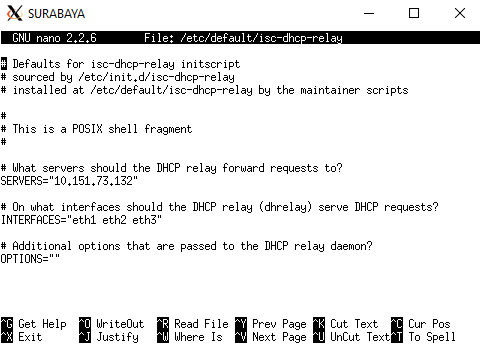 SURABAYA
GNU nano 2.2.6 File: /etc/default/isc-dhcp-relay
# Defaults for isc-dhcp-relay initscript
# sourced by /etc/init.d/isc-dhcp-relay
# installed at /etc/default/isc-dhcp-relay by the maintainer scripts
#
# This is a POSIX shell fragment
#
# What servers should the DHCP relay forward requests to?
SERVERS="10.151.73.132"
# On what interfaces should the DHCP relay (dhrelay) serve DHCP requests?
INTERFACES="eth1 eth2 eth3"
# Additional options that are passed to the DHCP relay daemon?
OPTIONS=""
^G Get Help ^O WriteOut ^R Read File ^Y Prev Page ^K Cut Text ^C Cur Pos
^X Exit ^J Justify ^W Where Is ^V Next Page ^U UnCut Text ^T To Spell